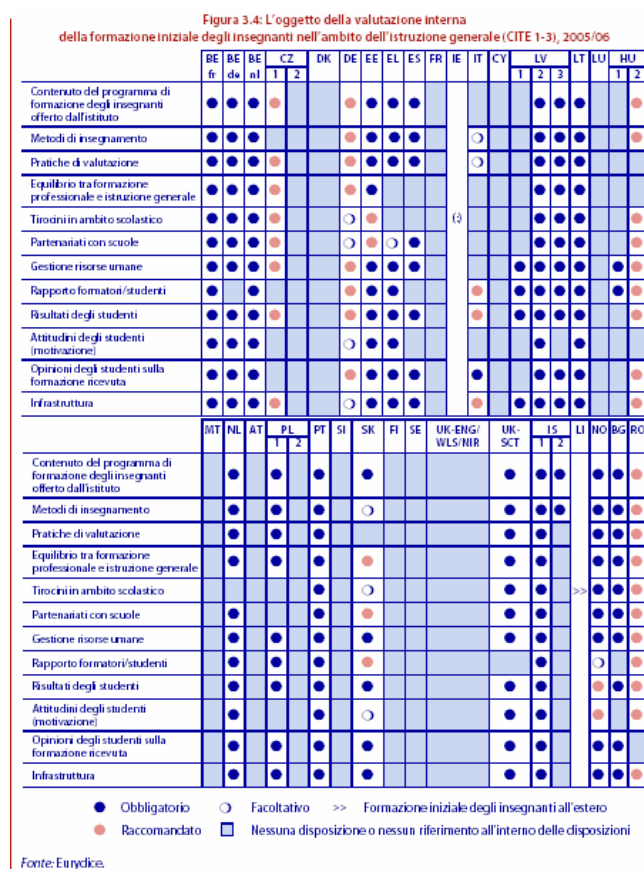 Figura 3.4: L'oggetto della valutazione interna
della formazione iniziale degli insegnanti nell'ambito dell'istruzione generale (CITE 1-3), 2005/06
BE BE BE CZ DK DE EE EL ES FR IE IT CY LV LT LU HU
fr de nl 1 2 1 2 3 1 2
Contenuto del programma di
formazione degli insegnanti
offerto dall'istituto
Metodi di insegnamento
Pratiche di valutazione
Equilibrio tra formazione
professionale e istruzione generale
Tirocini in ambito scolastico (:)
Partenariati con scuole
Gestione risorse umane
Rapporto formatori/studenti
Risultati degli studenti
Attitudini degli studenti
(motivazione)
Opinioni degli studenti sulla
formazione ricevuta
Infrastruttura
MT NL AT PL PT SI SK FI SE UK-ENG/ UK- IS LI NO BG RO
1 2 WLS/NIR SCT 1 2
Contenuto del programma di
formazione degli insegnanti
offerto dall'istituto
Metodi di insegnamento
Pratiche di valutazione
Equilibrio tra formazione
professionale e istruzione generale
Tirocini in ambito scolastico >>
Partenariati con scuole
Gestione risorse umane
Rapporto formatori/studenti
Risultati degli studenti
Attitudini degli studenti
(motivazione)
Opinioni degli studenti sulla
formazione ricevuta
Infrastruttura
Obbligatorio Facoltativo >> Formazione iniziale degli insegnanti all'estero
Raccomandato Nessuna disposizione o nessun riferimento all'interno delle disposizioni
Fonte: Eurydice.